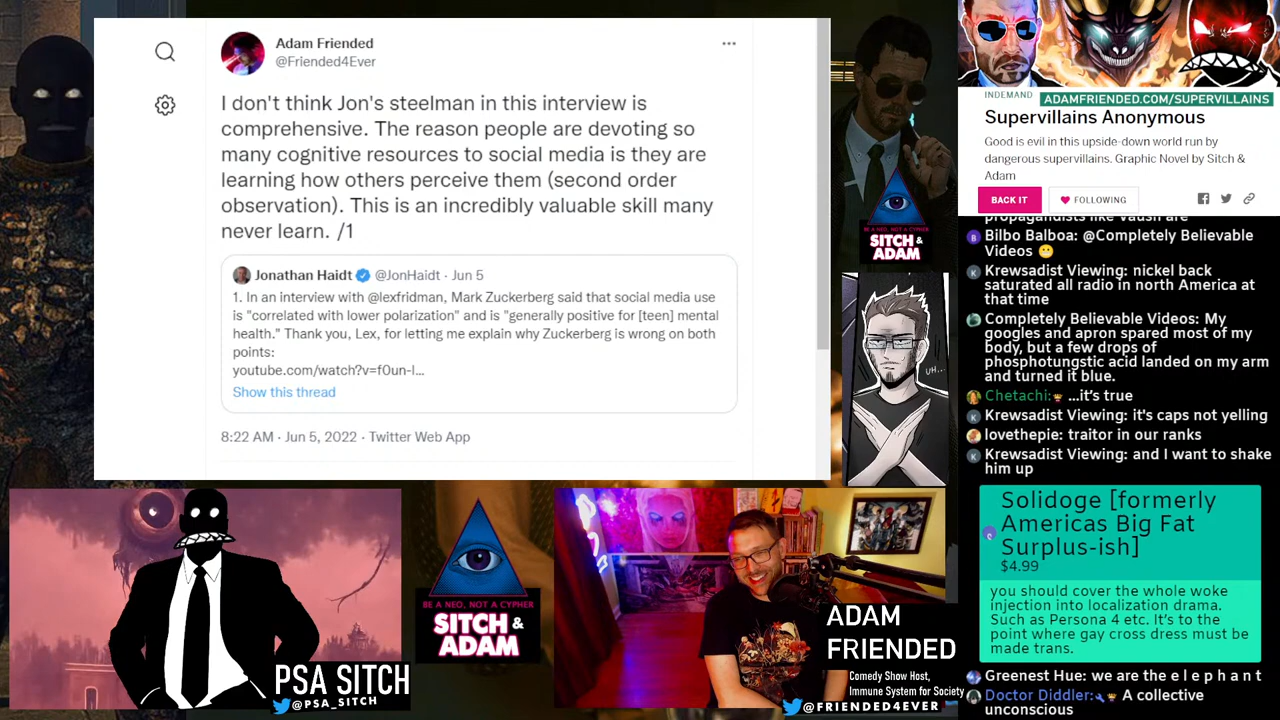 Adam Friended
@Friended4Ever
I don't think Jon's steelman in this interview is
comprehensive. The reason people are devoting so
many cognitive resources to social media is they are
learning how others perceive them (second order
observation). This is an incredibly valuable skill many
never learn. /1
Jonathan Haidt @JonHaidt · Jun 5
1. In an interview with @lexfridman, Mark Zuckerberg said that social media use
is "correlated with lower polarization" and is "generally positive for [teen] mental
health." Thank you, Lex, for letting me explain why Zuckerberg is wrong on both
points:
youtube.com/watch?v=f0un-l...
Show this thread
8:22 AM · Jun 5, 2022 · Twitter Web App
BE A NEO, NOT A CYPHER
SITCH
& ADAM
UH...
INDEMAND
ADAMFRIENDED.COM/SUPERVILLAINS
Supervillains Anonymous
Good is evil in this upside-down world run by
dangerous supervillains. Graphic Novel by Sitch &
Adam
BACK IT
FOLLOWING
propagandists like Vaush are
Bilbo Balboa: @Completely Believable
Videos 😬
Krewsadist Viewing: nickel back
saturated all radio in north America at
that time
Completely Believable Videos: My
googles and apron spared most of my
body, but a few drops of
phosphotungstic acid landed on my arm
and turned it blue.
Chetachi: ...it's true
Krewsadist Viewing: it's caps not yelling
lovethepie: traitor in our ranks
Krewsadist Viewing: and I want to shake
him up
Solidoge [formerly
Americas Big Fat
Surplus-ish]
$4.99
you should cover the whole woke
injection into localization drama.
Such as Persona 4 etc. It's to the
point where gay cross dress must be
made trans.
Greenest Hue: we are the e l e p h a n t
Doctor Diddler: A collective
unconscious
PSA SITCH
@PSA_SITCH
BE A NEO, NOT A CYPHER
SITCH
& ADAM
ADAM
FRIENDED
Comedy Show Host,
Immune System for Society
@FRIENDED4EVER